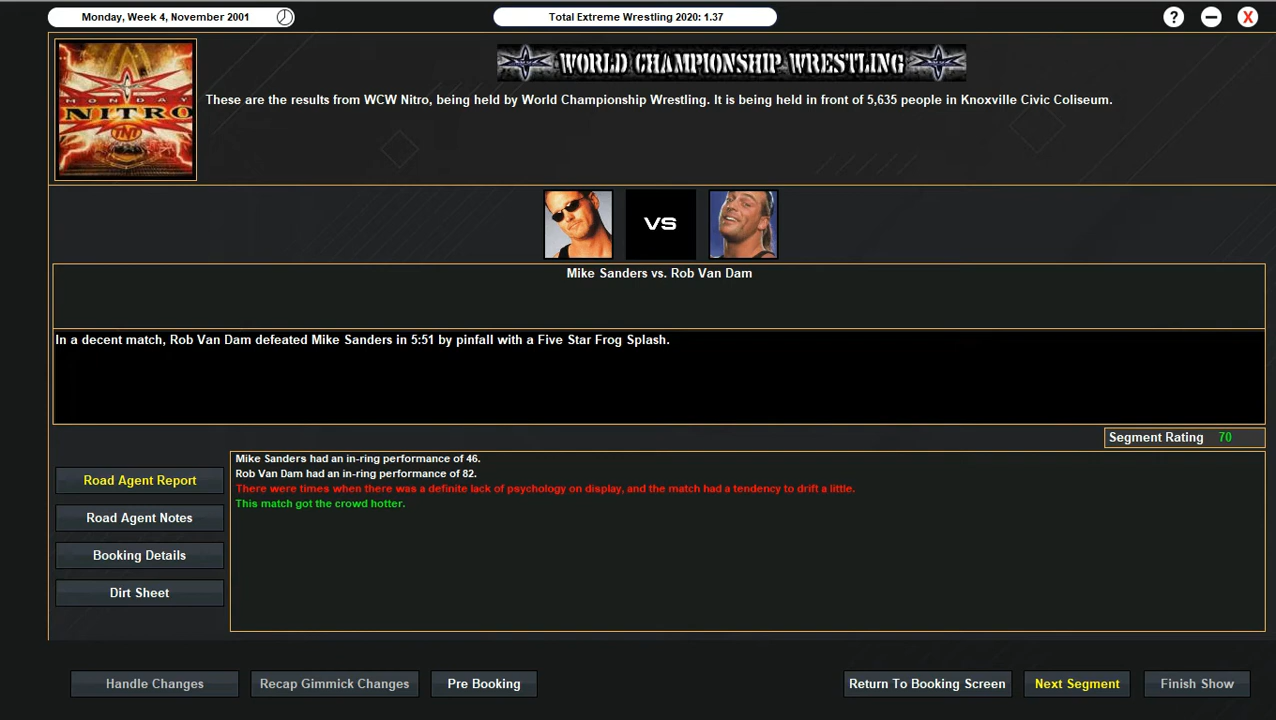 Monday, Week 4, November 2001
Total Extreme Wrestling 2020: 1.37
?
X
WORLD CHAMPIONSHIP WRESTLING
MONDAY
NITRO
TNT
These are the results from WCW Nitro, being held by World Championship Wrestling. It is being held in front of 5,635 people in Knoxville Civic Coliseum.
VS
Mike Sanders vs. Rob Van Dam
In a decent match, Rob Van Dam defeated Mike Sanders in 5:51 by pinfall with a Five Star Frog Splash.
Segment Rating 70
Road Agent Report
Road Agent Notes
Booking Details
Dirt Sheet
Mike Sanders had an in-ring performance of 46.
Rob Van Dam had an in-ring performance of 82.
There were times when there was a definite lack of psychology on display, and the match had a tendency to drift a little.
This match got the crowd hotter.
Handle Changes
Recap Gimmick Changes
Pre Booking
Return To Booking Screen
Next Segment
Finish Show